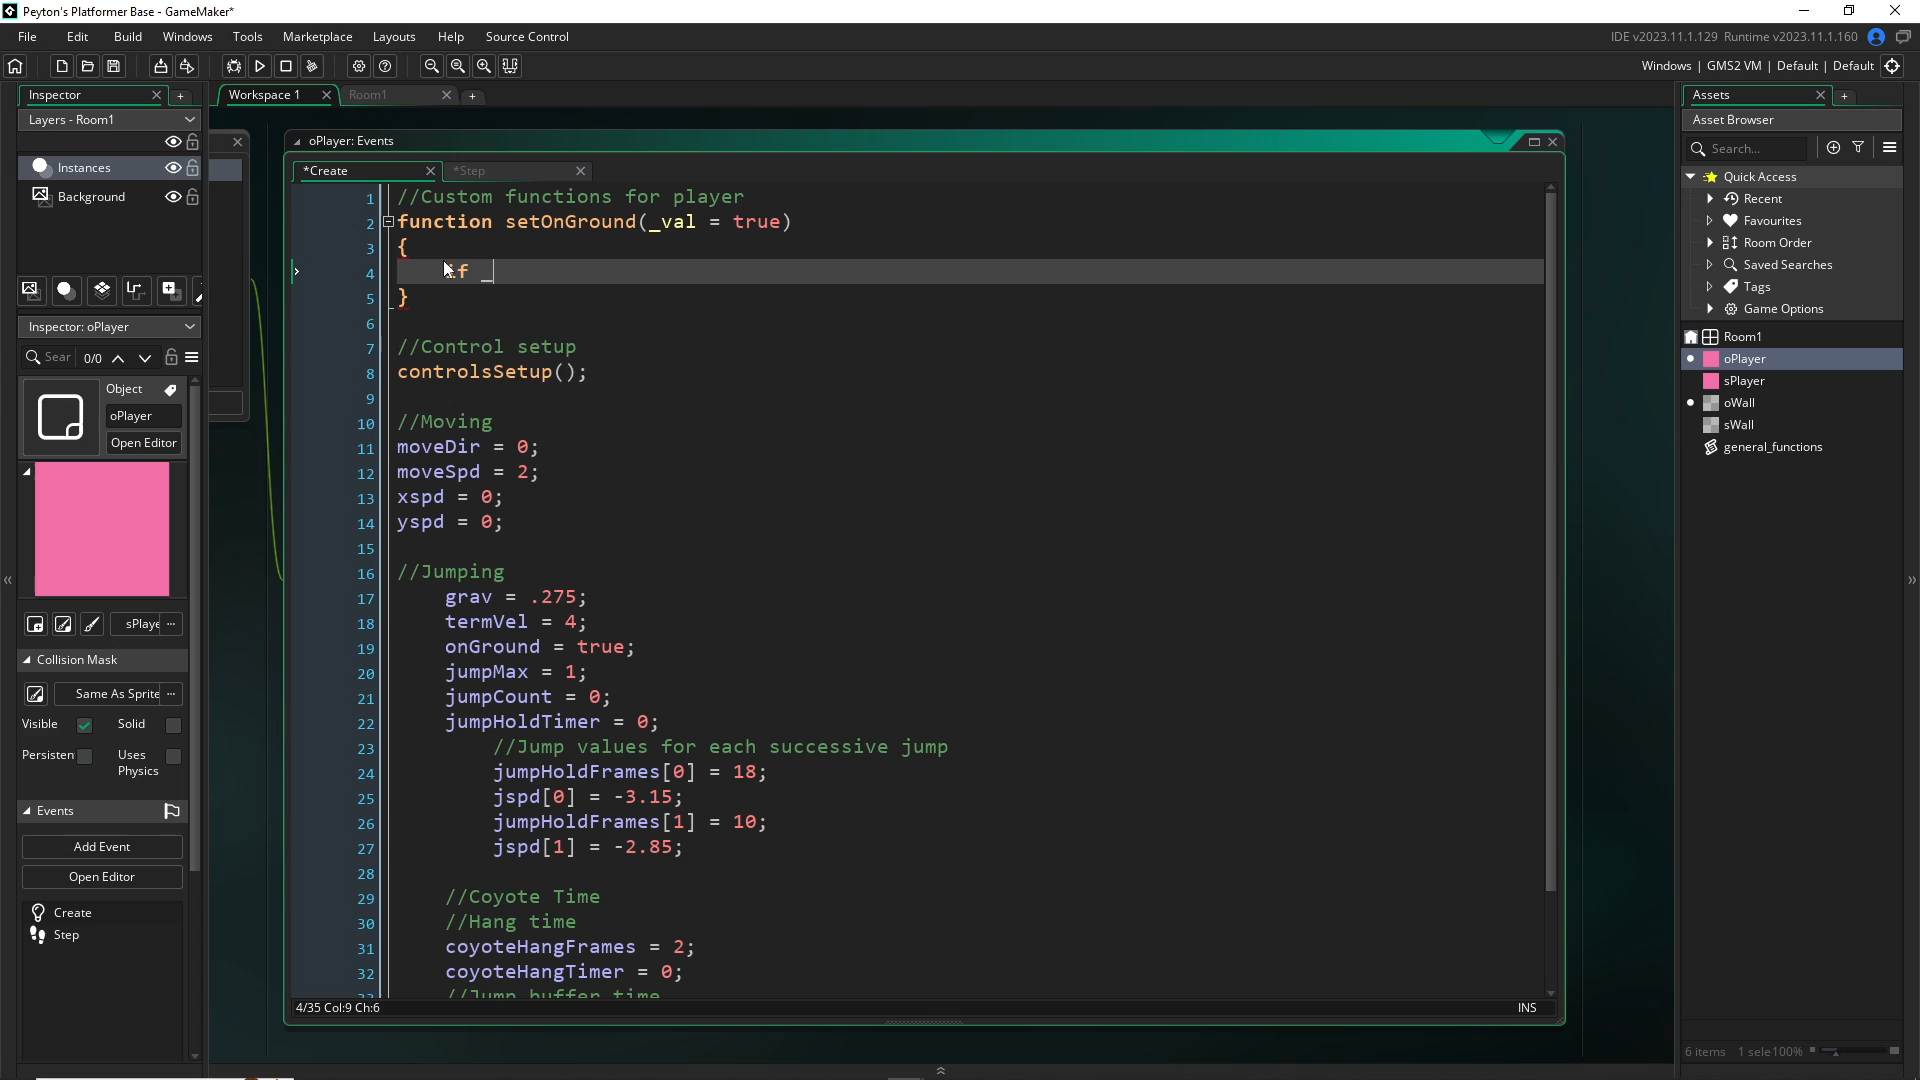 Peyton's Platformer Base - GameMaker*
File Edit Build Windows Tools Marketplace Layouts Help Source Control
IDE v2023.11.1.129 Runtime v2023.11.1.160
Windows | GMS2 VM | Default | Default
Inspector
Layers - Room1
Instances
Background
Inspector: oPlayer
Sear 0/0
Object
oPlayer
Open Editor
sPlaye ...
Collision Mask
Same As Sprite ...
Visible Solid
Persisten Uses Physics
Events
Add Event
Open Editor
Create
Step
Workspace 1 Room1
oPlayer: Events
*Create *Step
1 //Custom functions for player
2 function setOnGround(_val = true)
3 {
4 if _
5 }
6
7 //Control setup
8 controlsSetup();
9
10 //Moving
11 moveDir = 0;
12 moveSpd = 2;
13 xspd = 0;
14 yspd = 0;
15
16 //Jumping
17 grav = .275;
18 termVel = 4;
19 onGround = true;
20 jumpMax = 1;
21 jumpCount = 0;
22 jumpHoldTimer = 0;
23 //Jump values for each successive jump
24 jumpHoldFrames[0] = 18;
25 jspd[0] = -3.15;
26 jumpHoldFrames[1] = 10;
27 jspd[1] = -2.85;
28
29 //Coyote Time
30 //Hang time
31 coyoteHangFrames = 2;
32 coyoteHangTimer = 0;
33 //Jump buffer time
4/35 Col:9 Ch:6 INS
Assets
Asset Browser
Search...
Quick Access
Recent
Favourites
Room Order
Saved Searches
Tags
Game Options
Room1
oPlayer
sPlayer
oWall
sWall
general_functions
6 items 1 sele100%